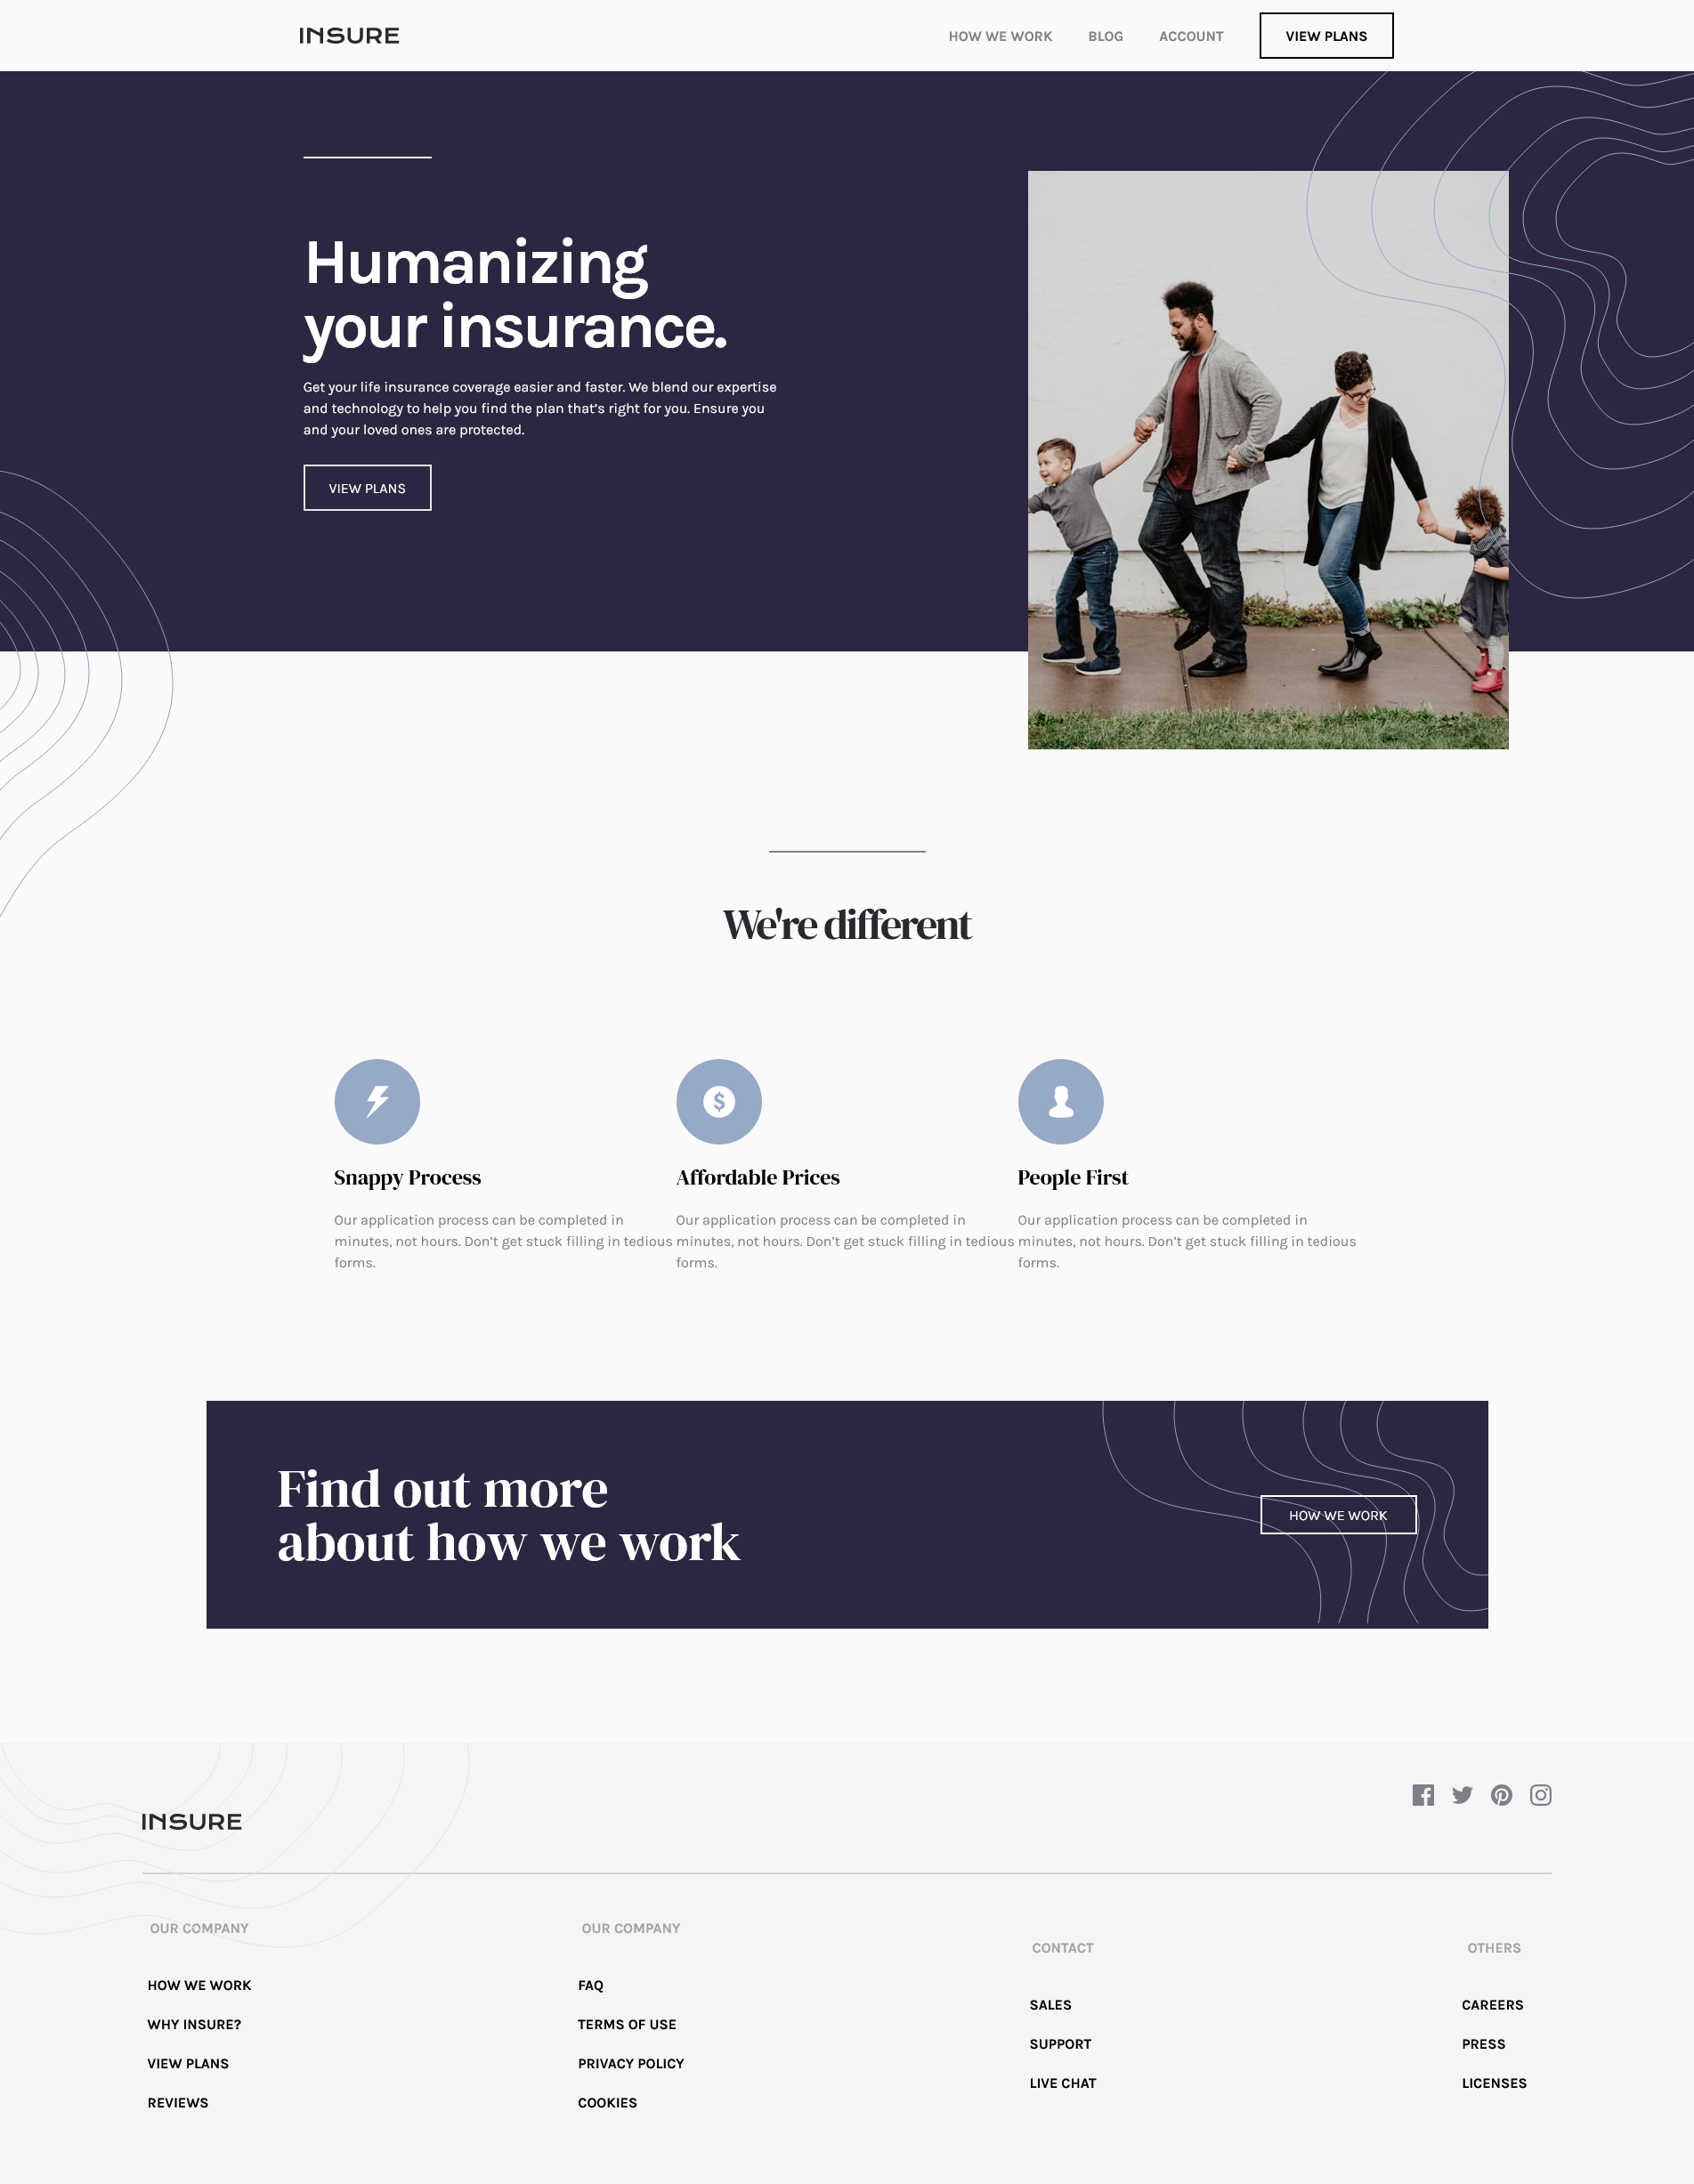 INSURE
HOW WE WORK
BLOG
ACCOUNT
VIEW PLANS
Humanizing
your insurance.
Get your life insurance coverage easier and faster. We blend our expertise
and technology to help you find the plan that’s right for you. Ensure you
and your loved ones are protected.
VIEW PLANS
We're different
Snappy Process
Our application process can be completed in
minutes, not hours. Don’t get stuck filling in tedious
forms.
Affordable Prices
Our application process can be completed in
minutes, not hours. Don’t get stuck filling in tedious
forms.
People First
Our application process can be completed in
minutes, not hours. Don’t get stuck filling in tedious
forms.
Find out more
about how we work
HOW WE WORK
INSURE
OUR COMPANY
HOW WE WORK
WHY INSURE?
VIEW PLANS
REVIEWS
OUR COMPANY
FAQ
TERMS OF USE
PRIVACY POLICY
COOKIES
CONTACT
SALES
SUPPORT
LIVE CHAT
OTHERS
CAREERS
PRESS
LICENSES